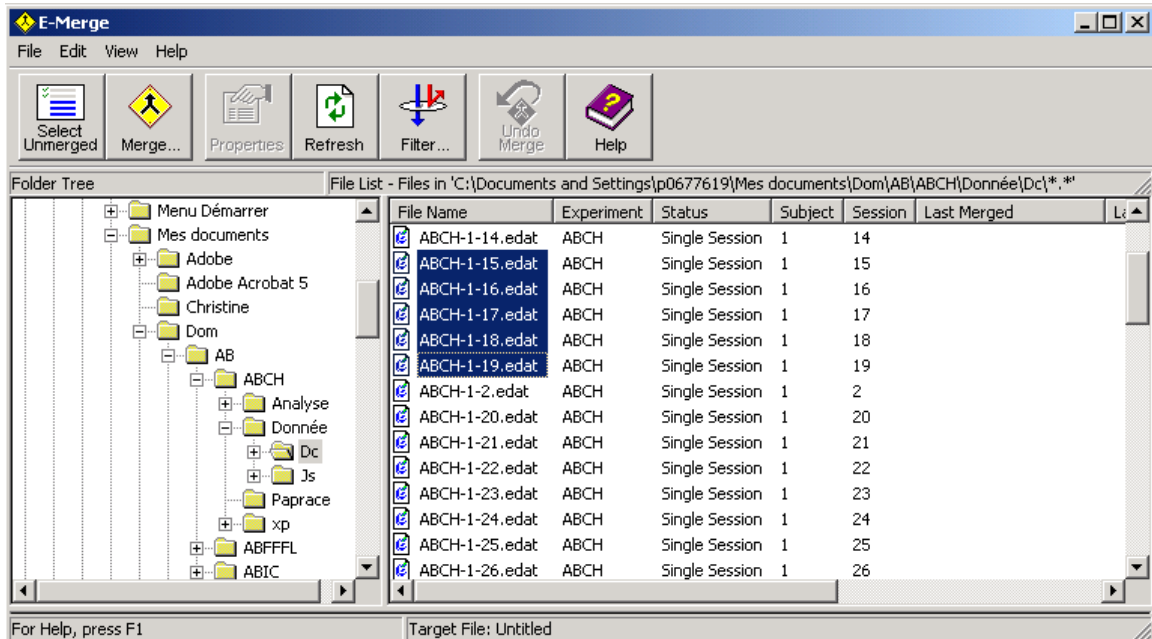 E-Merge
File Edit View Help
Select Unmerged Merge... Properties Refresh Filter... Undo Merge Help
Folder Tree
File List - Files in 'C:\Documents and Settings\p0677619\Mes documents\Dom\AB\ABCH\Donnée\Dc\*.*'
Menu Démarrer
Mes documents
Adobe
Adobe Acrobat 5
Christine
Dom
AB
ABCH
Analyse
Donnée
Dc
Js
Paprace
xp
ABFFFL
ABIC
File Name Experiment Status Subject Session Last Merged
ABCH-1-14.edat ABCH Single Session 1 14
ABCH-1-15.edat ABCH Single Session 1 15
ABCH-1-16.edat ABCH Single Session 1 16
ABCH-1-17.edat ABCH Single Session 1 17
ABCH-1-18.edat ABCH Single Session 1 18
ABCH-1-19.edat ABCH Single Session 1 19
ABCH-1-2.edat ABCH Single Session 1 2
ABCH-1-20.edat ABCH Single Session 1 20
ABCH-1-21.edat ABCH Single Session 1 21
ABCH-1-22.edat ABCH Single Session 1 22
ABCH-1-23.edat ABCH Single Session 1 23
ABCH-1-24.edat ABCH Single Session 1 24
ABCH-1-25.edat ABCH Single Session 1 25
ABCH-1-26.edat ABCH Single Session 1 26
For Help, press F1
Target File: Untitled